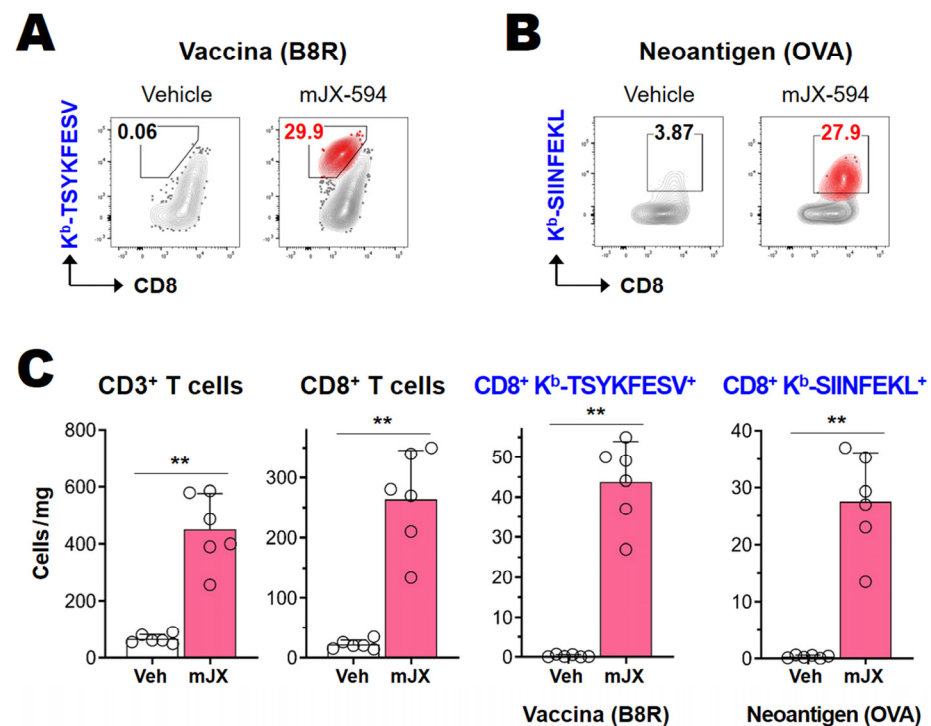 A
Vaccina (B8R)
Vehicle
mJX-594
Kᵇ-TSYKFESV
0.06
29.9
CD8
B
Neoantigen (OVA)
Vehicle
mJX-594
Kᵇ-SIINFEKL
3.87
27.9
CD8
C
CD3⁺ T cells
CD8⁺ T cells
CD8⁺ Kᵇ-TSYKFESV⁺
CD8⁺ Kᵇ-SIINFEKL⁺
Cells/mg
800
600
400
200
0
**
Veh mJX
300
200
100
0
**
Veh mJX
50
40
30
20
10
0
**
Veh mJX
Vaccina (B8R)
40
30
20
10
0
**
Veh mJX
Neoantigen (OVA)